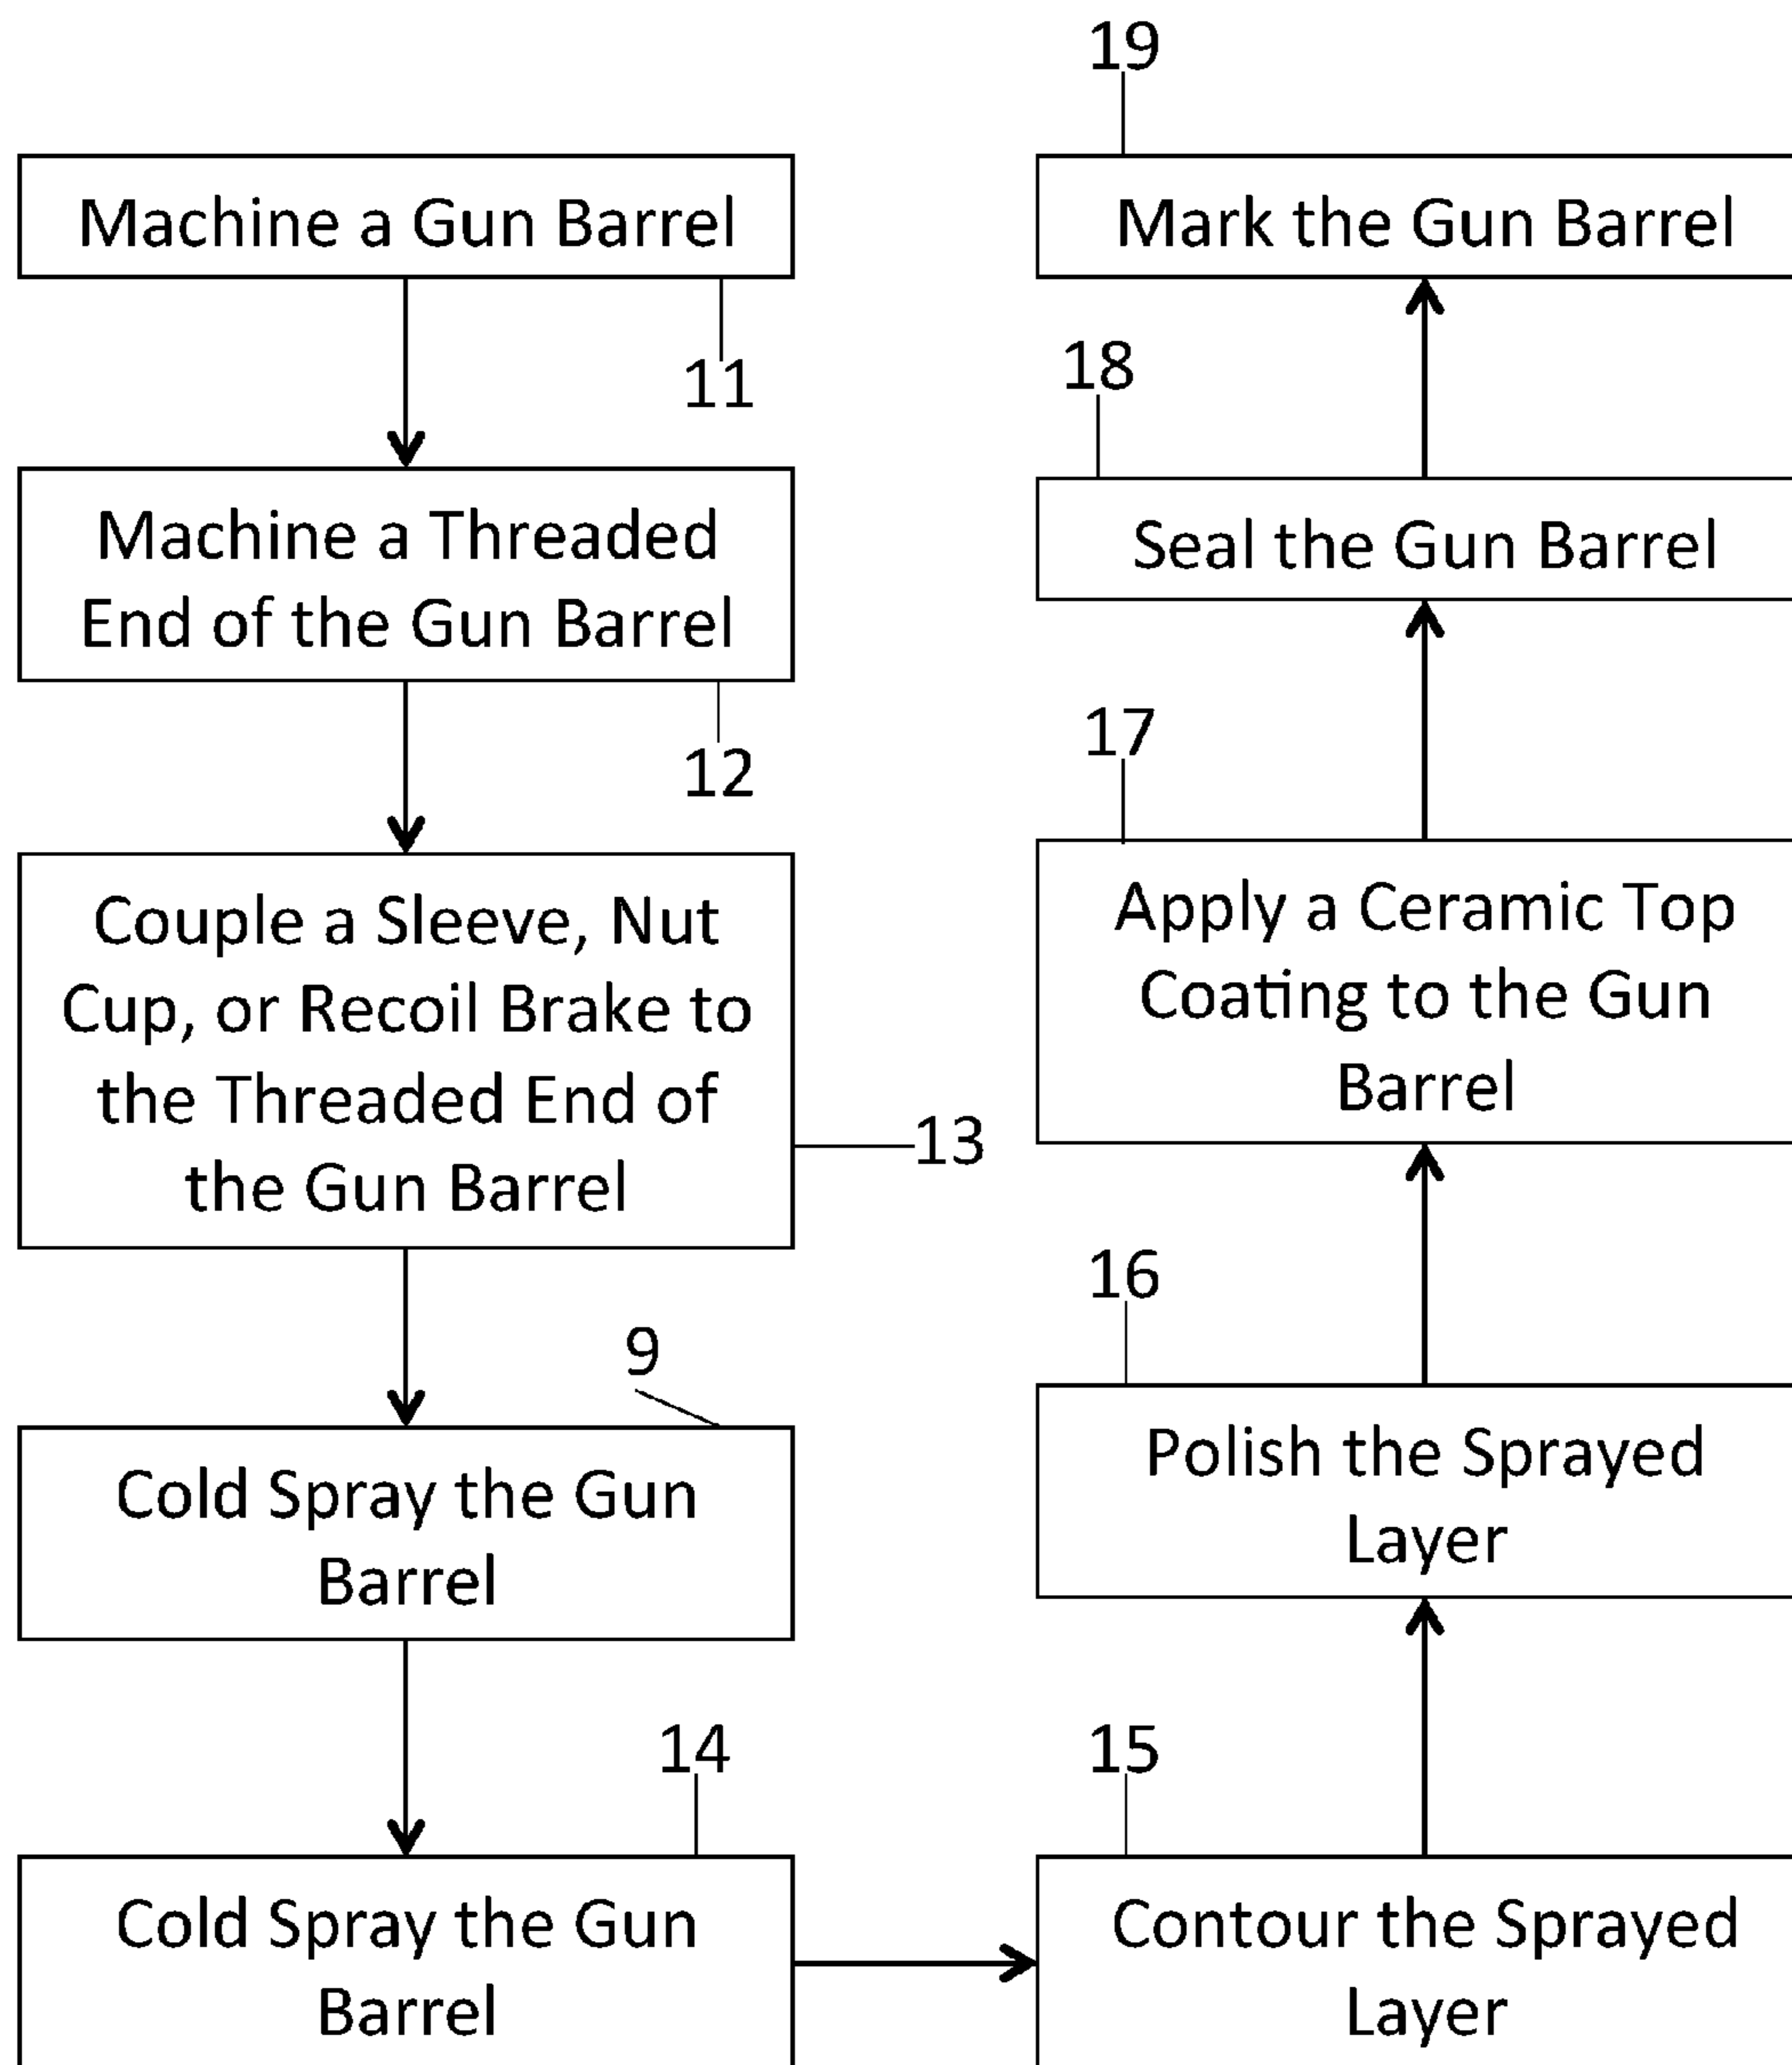 Machine a Gun Barrel
11
Machine a Threaded
End of the Gun Barrel
12
Couple a Sleeve, Nut
Cup, or Recoil Brake to
the Threaded End of
the Gun Barrel
13
9
Cold Spray the Gun
Barrel
14
Cold Spray the Gun
Barrel
15
Contour the Sprayed
Layer
16
Polish the Sprayed
Layer
17
Apply a Ceramic Top
Coating to the Gun
Barrel
18
Seal the Gun Barrel
19
Mark the Gun Barrel